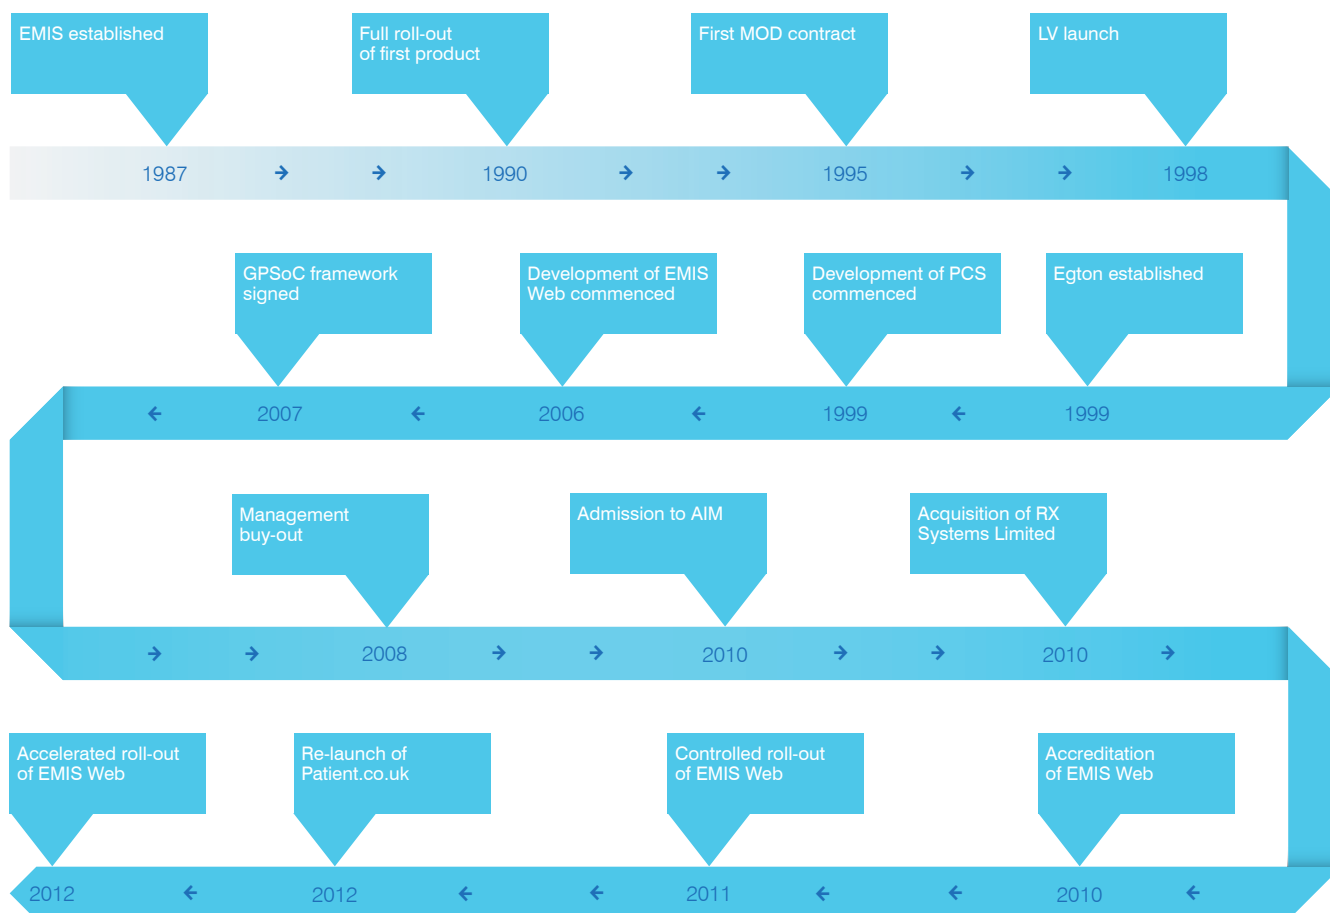 EMIS established
Full roll-out
of first product
First MOD contract
LV launch
1987
1990
1995
1998
GPSoC framework
signed
Development of EMIS
Web commenced
Development of PCS
commenced
Egton established
2007
2006
1999
1999
Management
buy-out
Admission to AIM
Acquisition of RX
Systems Limited
2008
2010
2010
Accelerated roll-out
of EMIS Web
Re-launch of
Patient.co.uk
Controlled roll-out
of EMIS Web
Accreditation
of EMIS Web
2012
2012
2011
2010